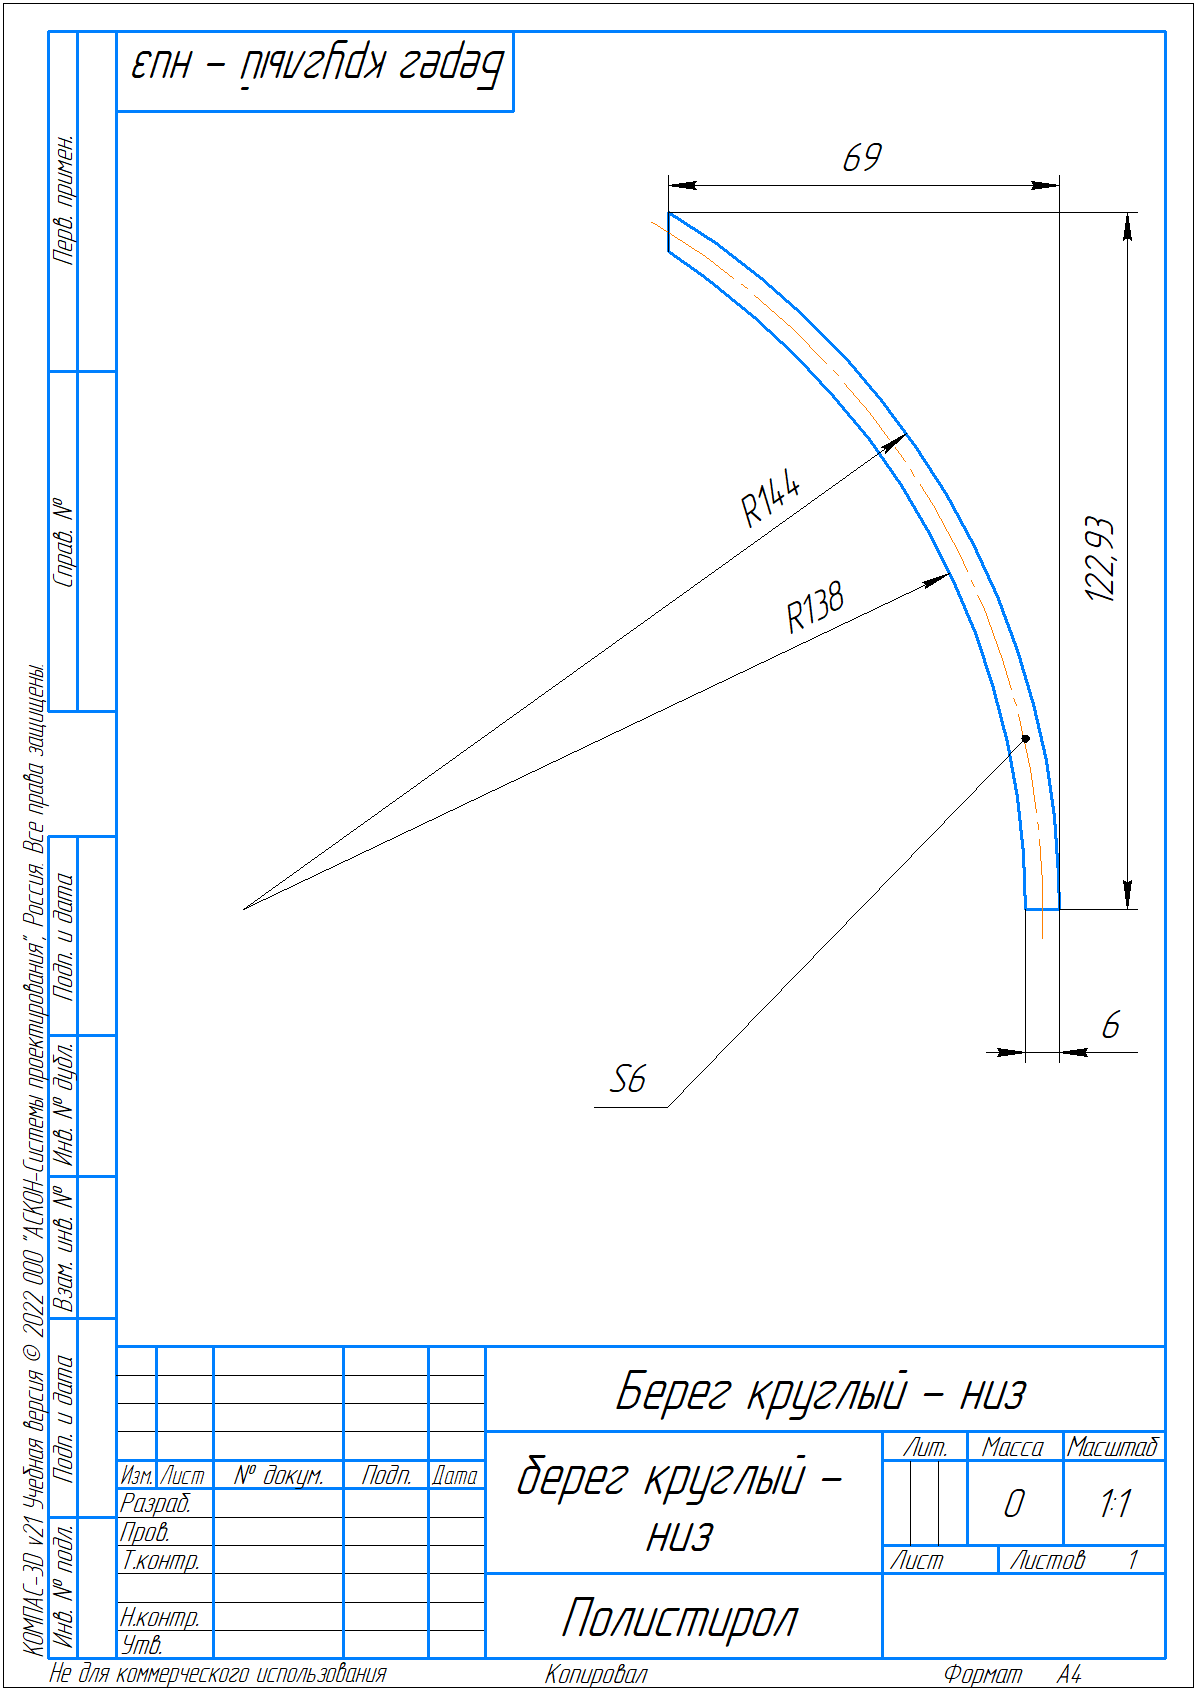 Берег круглый - низ
69
122,93
R144
R138
6
S6
Перв. примен.
Справ. №
Подп. и дата
Инв. № дубл.
Взам. инв. №
Подп. и дата
Инв. № подл.
КОМПАС-3D v21 Учебная версия © 2022 ООО "АСКОН-Системы проектирования", Россия. Все права защищены.
Берег круглый - низ
Изм. Лист № докум. Подп. Дата
Разраб.
Пров.
Т.контр.
Н.контр.
Утв.
берег круглый -
низ
Лит. Масса Масштаб
0 1:1
Лист Листов 1
Полистирол
Не для коммерческого использования Копировал Формат А4